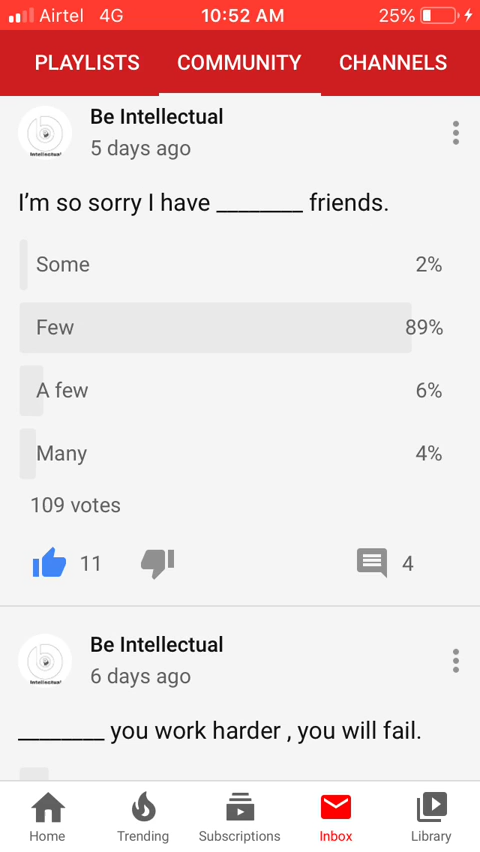 Airtel 4G 10:52 AM 25%
PLAYLISTS COMMUNITY CHANNELS
Be Intellectual
5 days ago
I'm so sorry I have ________ friends.
Some 2%
Few 89%
A few 6%
Many 4%
109 votes
11 4
Be Intellectual
6 days ago
________ you work harder , you will fail.
Home Trending Subscriptions Inbox Library